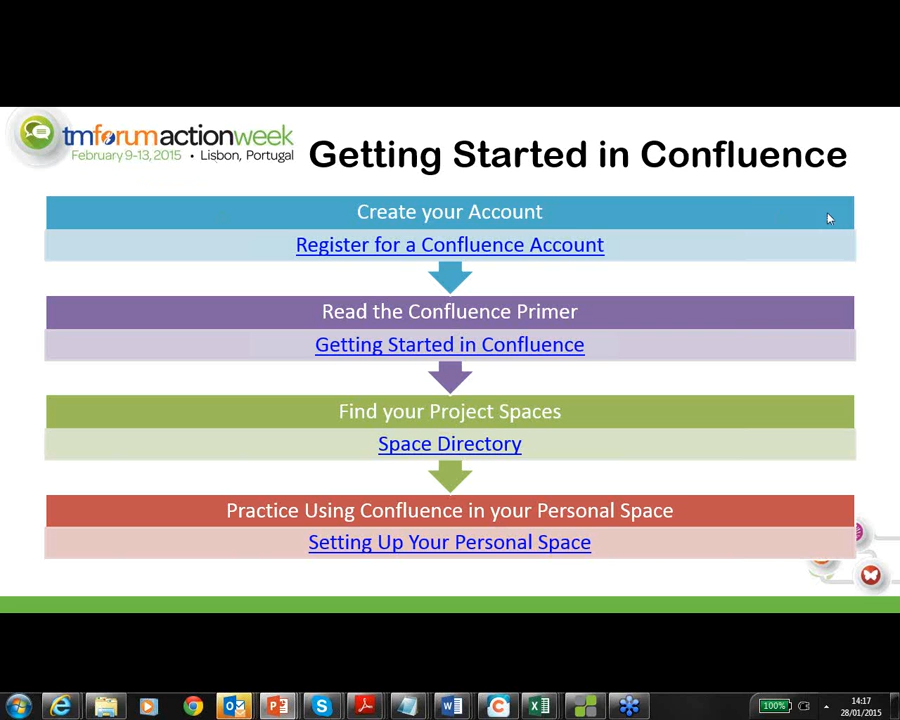 tmforumactionweek
February 9-13, 2015 • Lisbon, Portugal
Getting Started in Confluence
Create your Account
Register for a Confluence Account
Read the Confluence Primer
Getting Started in Confluence
Find your Project Spaces
Space Directory
Practice Using Confluence in your Personal Space
Setting Up Your Personal Space
100%
14:17
28/01/2015